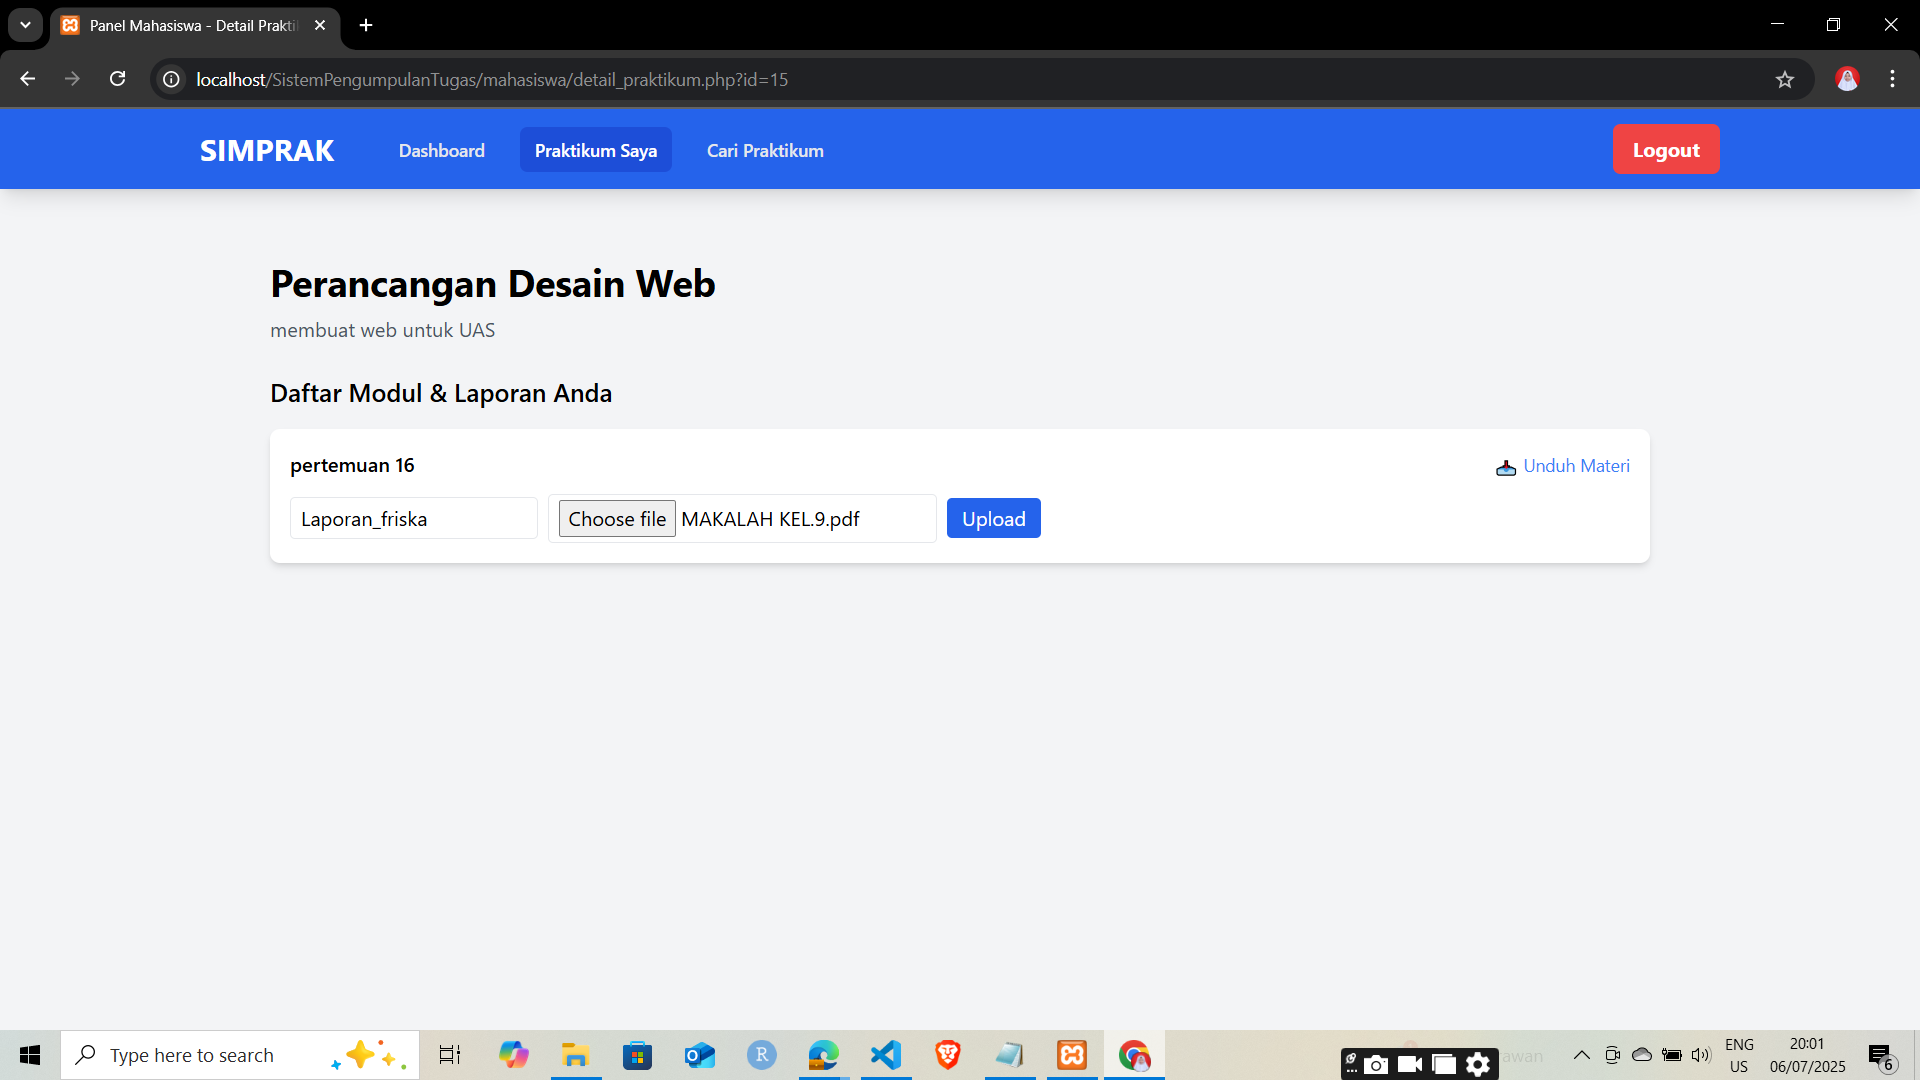 Panel Mahasiswa - Detail Prakti
localhost/SistemPengumpulanTugas/mahasiswa/detail_praktikum.php?id=15
SIMPRAK Dashboard Praktikum Saya Cari Praktikum Logout
Perancangan Desain Web
membuat web untuk UAS
Daftar Modul & Laporan Anda
pertemuan 16 Unduh Materi
Laporan_friska Choose file MAKALAH KEL.9.pdf Upload
Type here to search
ENG
US
20:01
06/07/2025
6